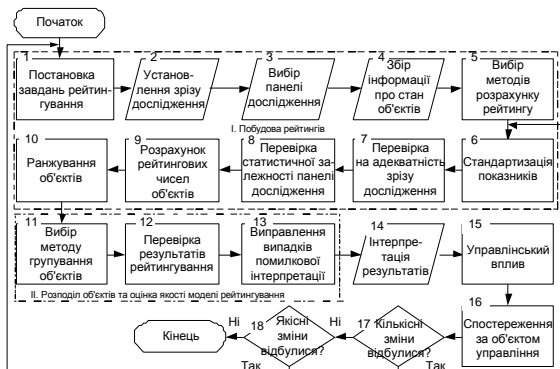 Початок
1
Постановка
завдань рейтин-
гування
2
Установ-
лення зрізу
дослідження
3
Вибір
панелі
дослідження
4
Збір
інформації
про стан
об'єктів
5
Вибір
методів
розрахунку
рейтингу
I. Побудова рейтингів
10
Ранжування
об'єктів
9
Розрахунок
рейтингових
чисел
об'єктів
8
Перевірка
статистичної за-
лежності панелі
дослідження
7
Перевірка
на адекватність
зрізу
дослідження
6
Стандартизація
показників
11
Вибір
методу
групування
об'єктів
12
Перевірка
результатів
рейтингування
13
Виправлення
випадків
помилкової
інтерпретації
14
Інтерпре-
тація
результатів
15
Управлінський
вплив
II. Розподіл об'єктів та оцінка якості моделі рейтингування
16
Спостереження
за об'єктом
управління
17
Кількісні
зміни
відбулися?
Ні
Так
18
Якісні
зміни
відбулися?
Ні
Так
Кінець